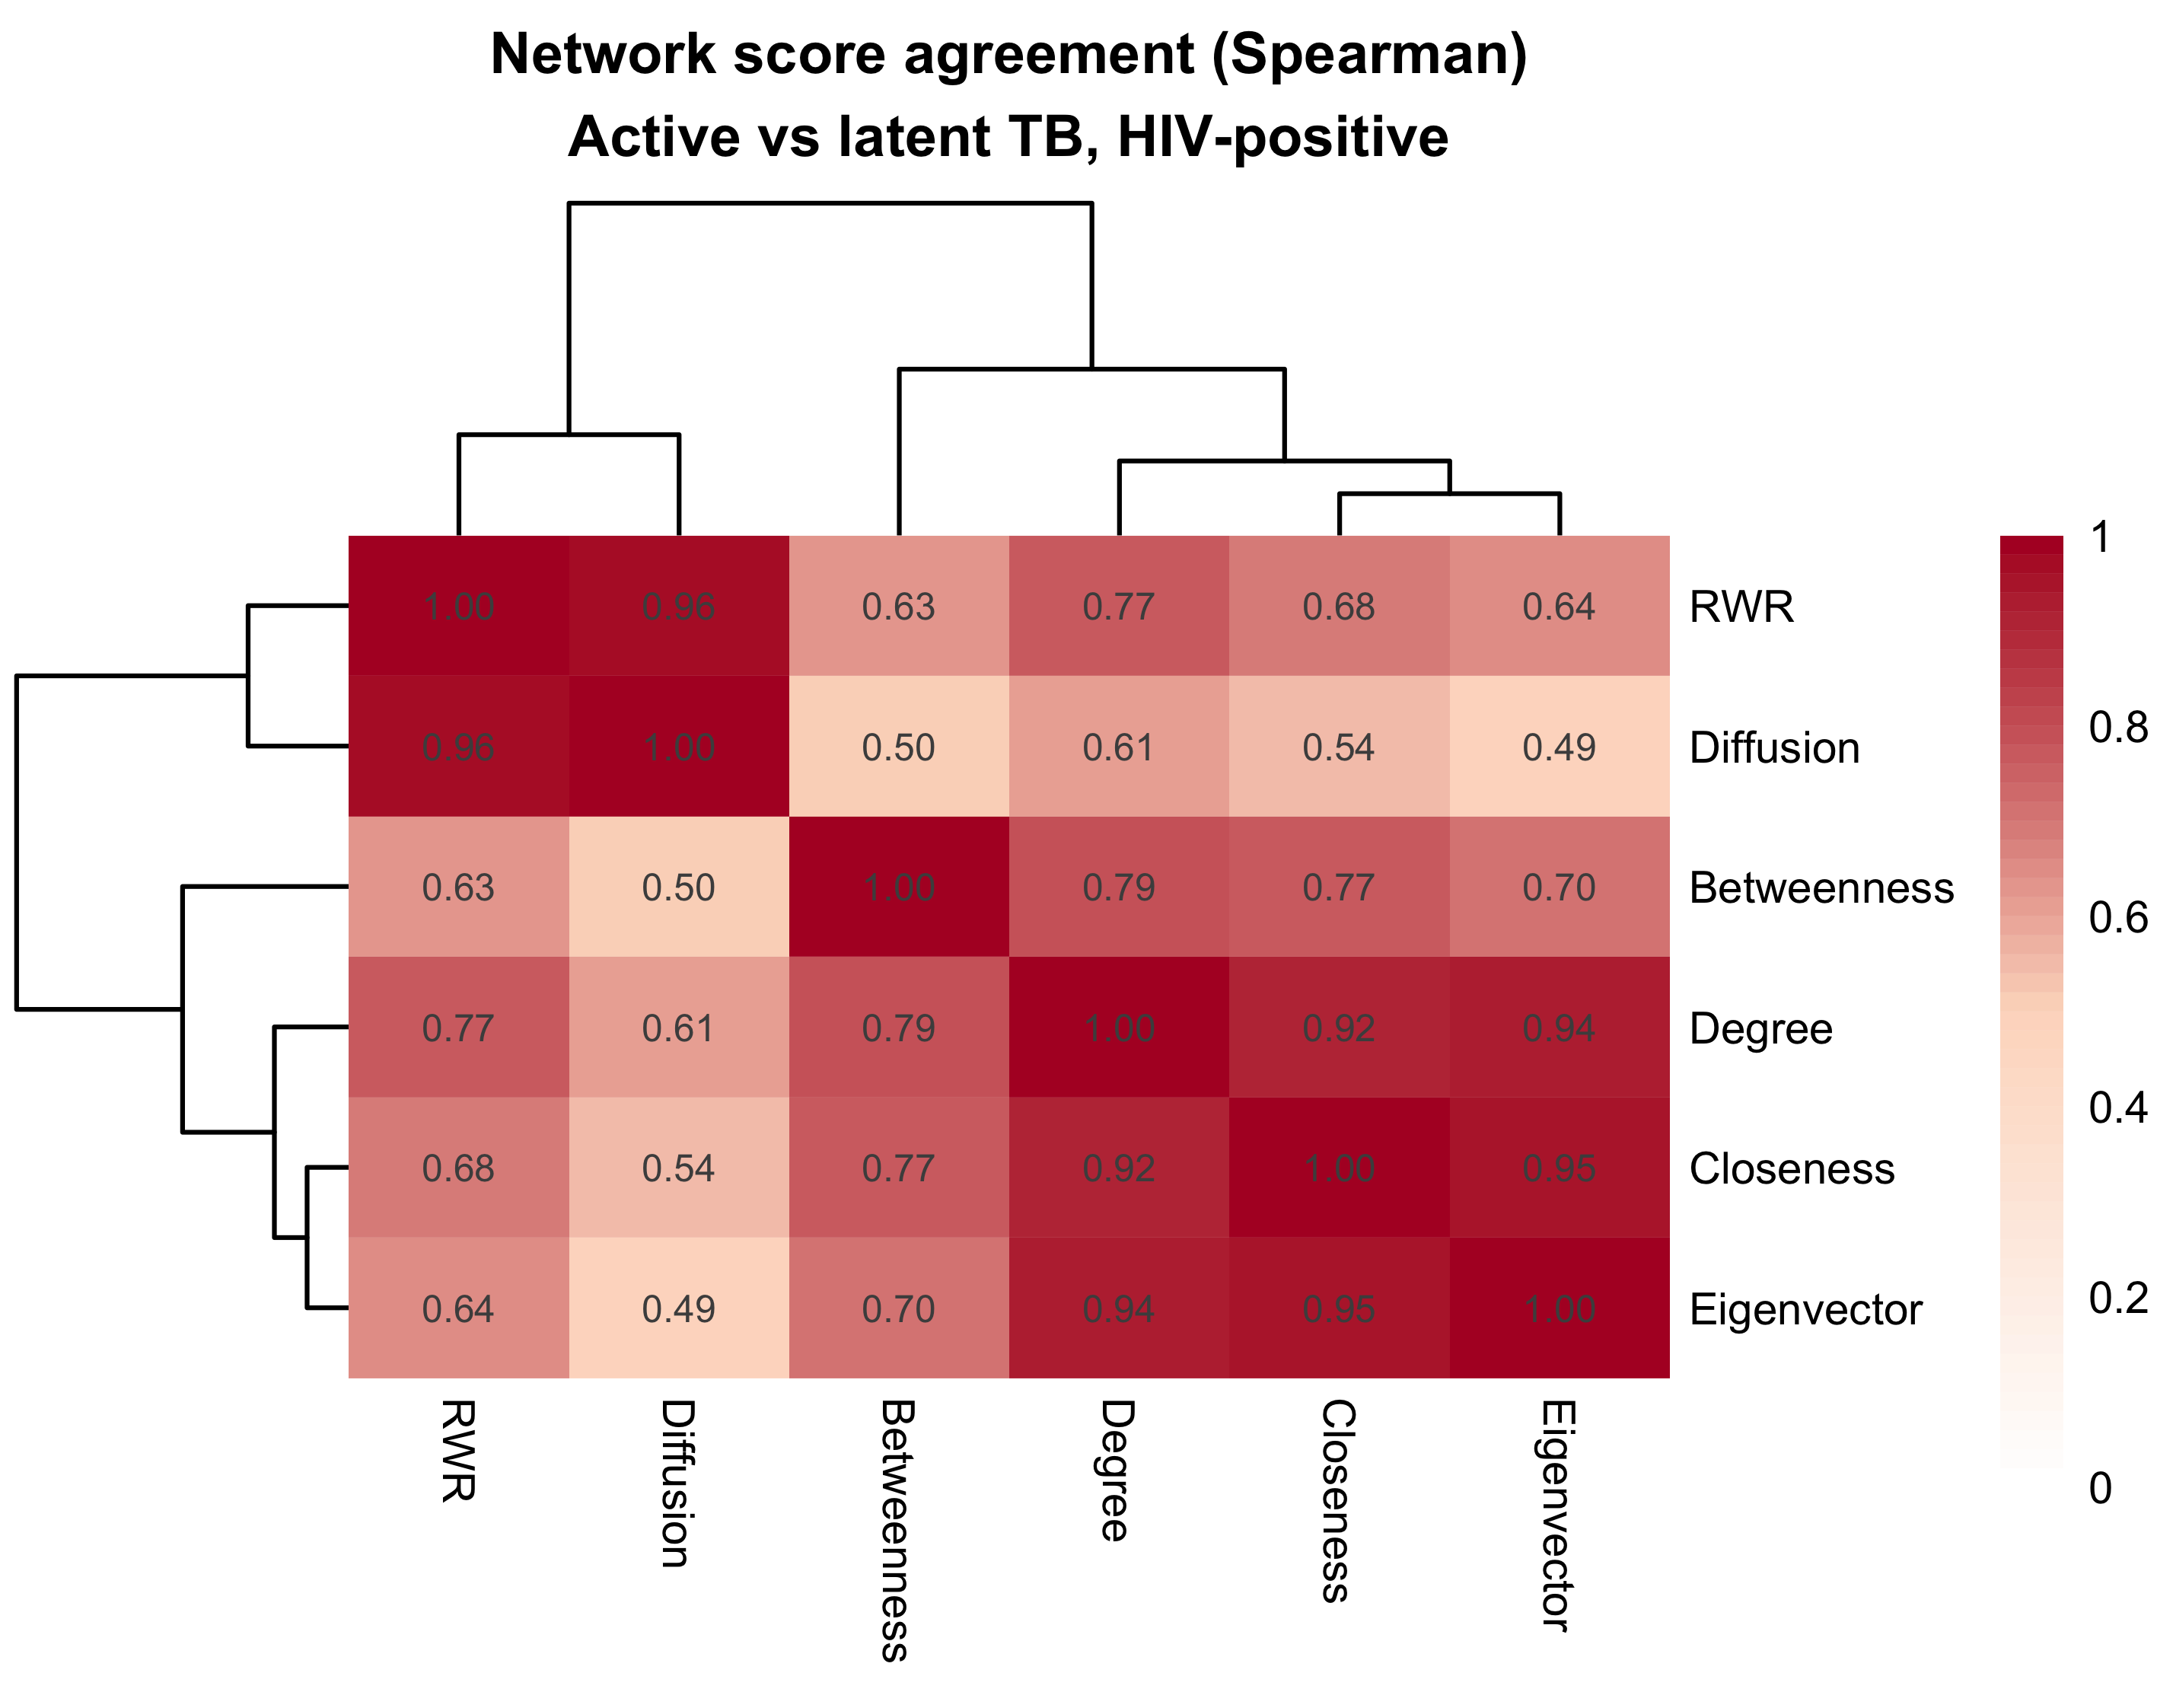 Network score agreement (Spearman)
Active vs latent TB, HIV-positive
1.00 0.96 0.63 0.77 0.68 0.64 RWR
0.96 1.00 0.50 0.61 0.54 0.49 Diffusion
0.63 0.50 1.00 0.79 0.77 0.70 Betweenness
0.77 0.61 0.79 1.00 0.92 0.94 Degree
0.68 0.54 0.77 0.92 1.00 0.95 Closeness
0.64 0.49 0.70 0.94 0.95 1.00 Eigenvector
RWR
Diffusion
Betweenness
Degree
Closeness
Eigenvector
1
0.8
0.6
0.4
0.2
0